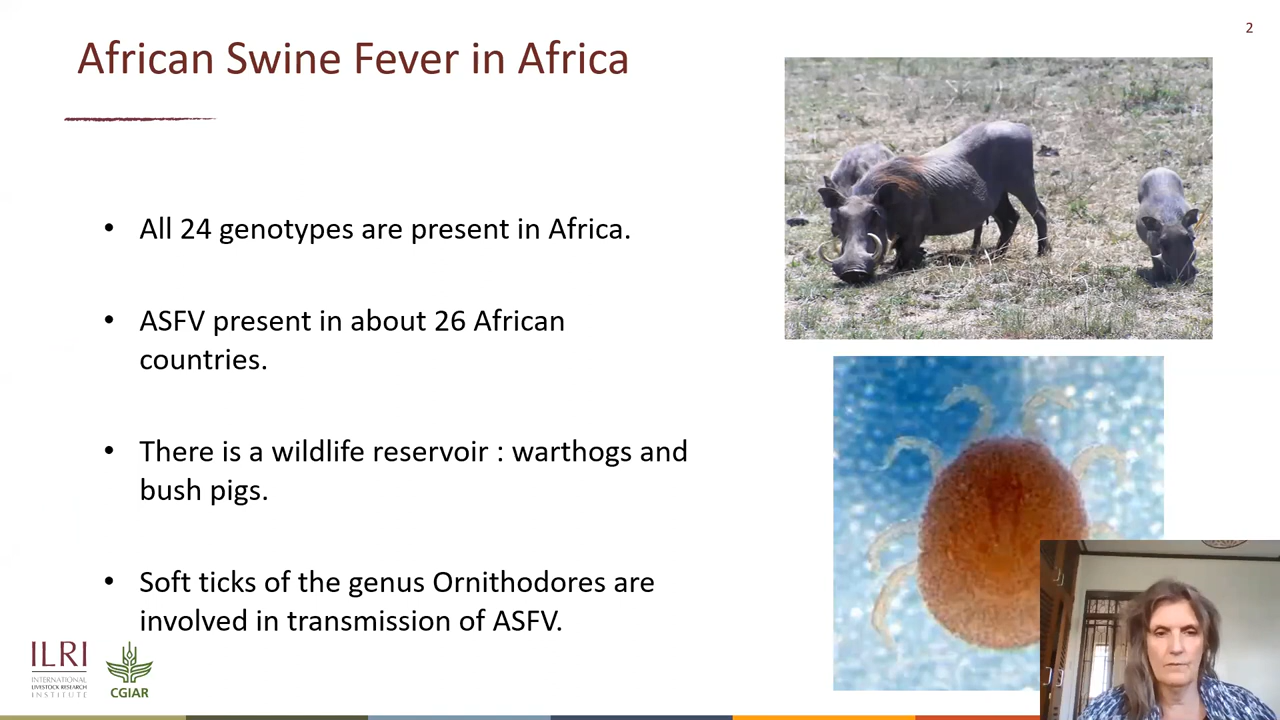 2
African Swine Fever in Africa
• All 24 genotypes are present in Africa.
• ASFV present in about 26 African
countries.
• There is a wildlife reservoir : warthogs and
bush pigs.
• Soft ticks of the genus Ornithodores are
involved in transmission of ASFV.
ILRI
INTERNATIONAL
LIVESTOCK RESEARCH
INSTITUTE
CGIAR